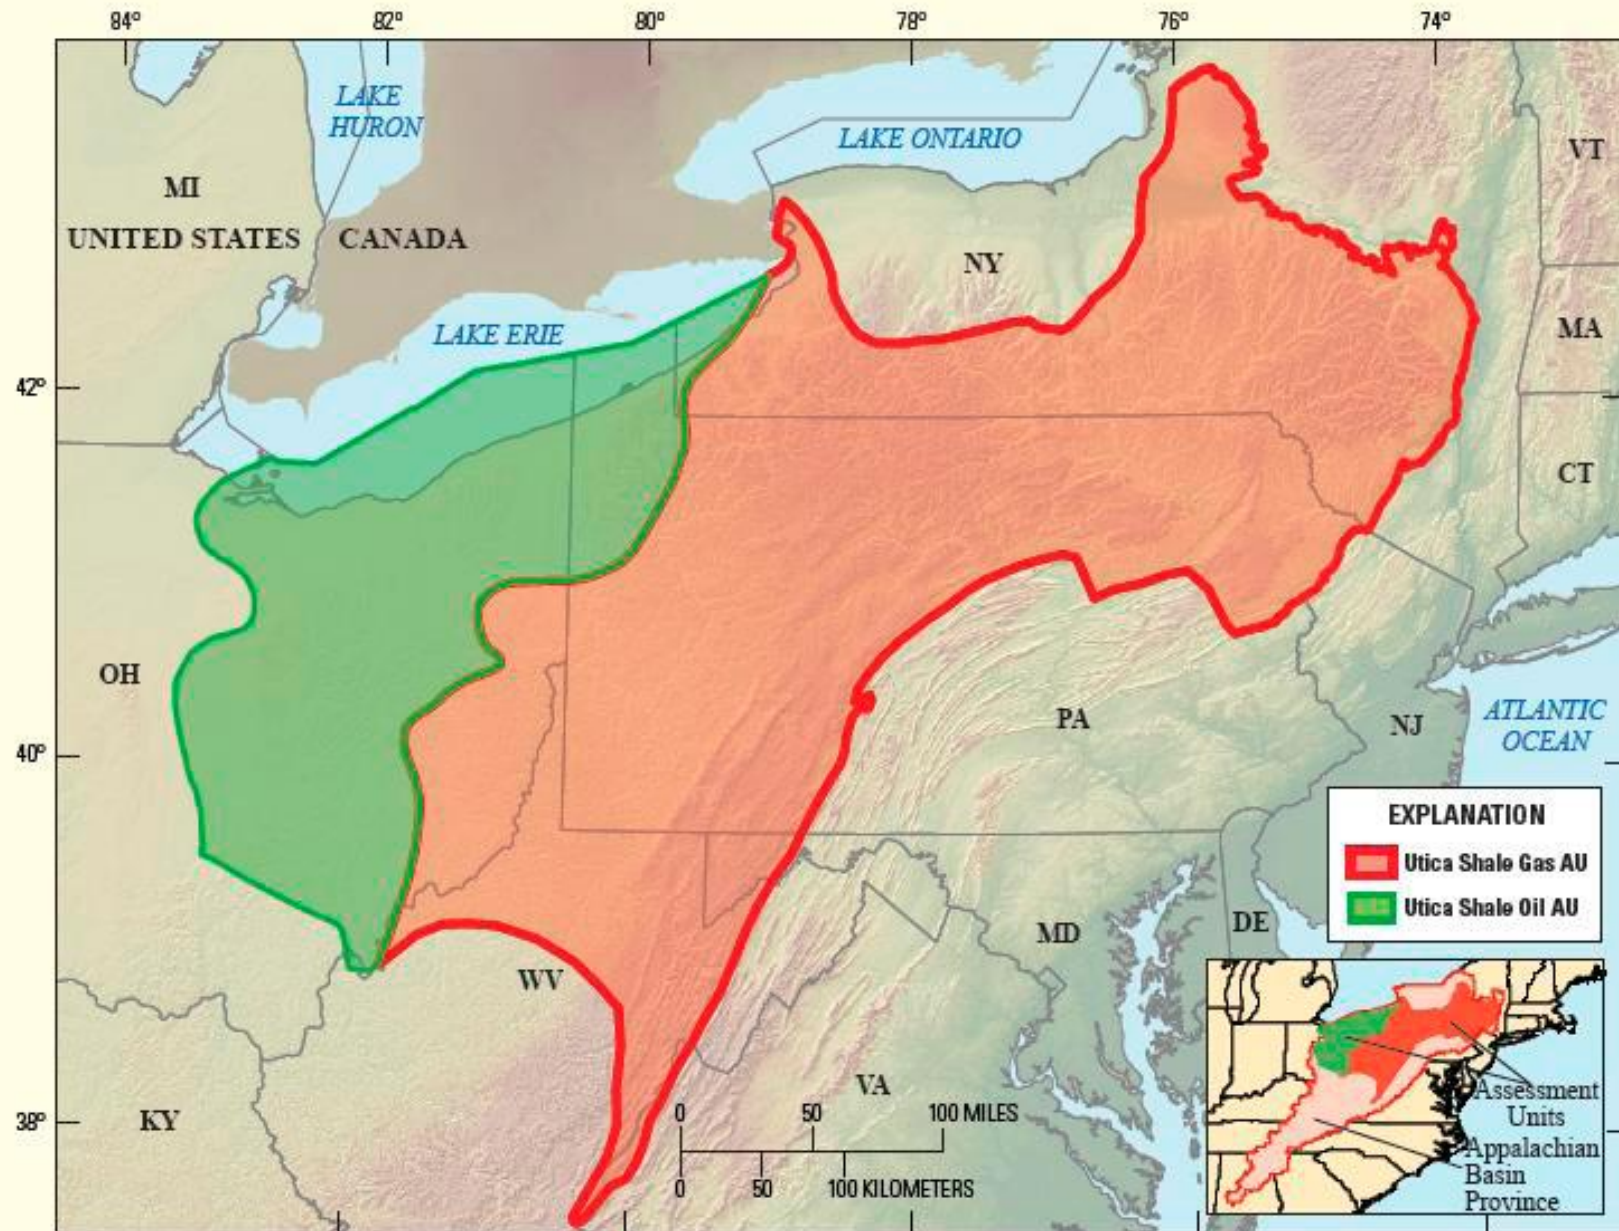 84° 82° 80° 78° 76° 74°
LAKE
HURON
LAKE ONTARIO
VT
MI
UNITED STATES CANADA
NY
MA
LAKE ERIE
42°
CT
OH
PA
NJ
ATLANTIC
OCEAN
40°
EXPLANATION
Utica Shale Gas AU
Utica Shale Oil AU
MD
DE
WV
VA
KY
38°
0 50 100 MILES
0 50 100 KILOMETERS
Assessment
Units
Appalachian
Basin
Province